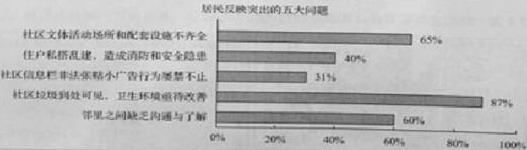 居民反映突出的五大问题
社区文体活动场所和配套设施不齐全 65%
住户私搭乱建，造成消防和安全隐患 40%
社区信息栏非法张贴小广告行为屡禁不止 31%
社区垃圾到处可见，卫生环境亟待改善 87%
邻里之间缺乏沟通与了解 60%
0% 20% 40% 60% 80% 100%